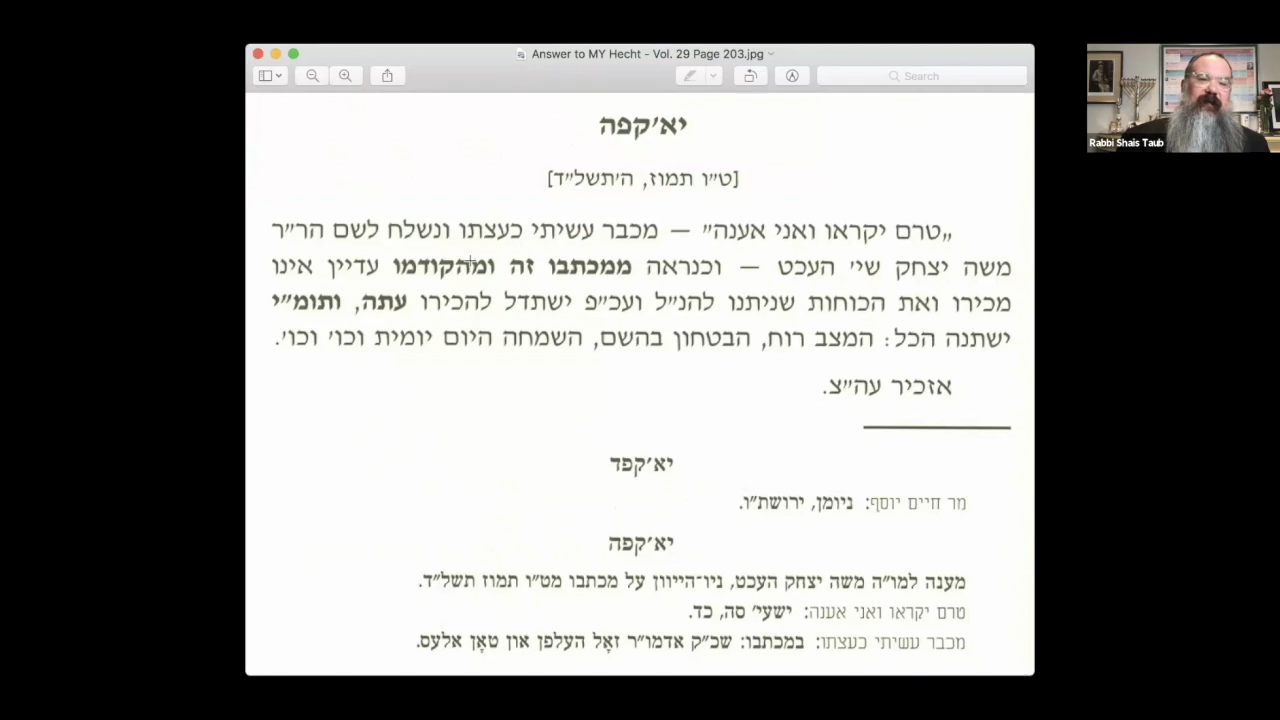 Answer to MY Hecht - Vol. 29 Page 203.jpg
Search
Rabbi Shais Taub
יא'קפה
[ט"ו תמוז, ה'תשל"ד]
„טרם יקראו ואני אענה" — מכבר עשיתי כעצתו ונשלח לשם הר"ר
משה יצחק שי' העכט — וכנראה ממכתבו זה ומהקודמו עדיין אינו
מכירו ואת הכוחות שניתנו להנ"ל ועכ"פ ישתדל להכירו עתה, ותומ"י
ישתנה הכל: המצב רוח, הבטחון בהשם, השמחה היום יומית וכו' וכו'.
אזכיר עה"צ.
יא'קפד
מר חיים יוסף: ניומן, ירושת"ו.
יא'קפה
מענה למו"ה משה יצחק העכט, ניו־הייוון על מכתבו מט"ו תמוז תשל"ד.
טרם יקראו ואני אענה: ישעי' סה, כד.
מכבר עשיתי כעצתו: במכתבו: שכ"ק אדמו"ר זאָל העלפן און טאָן אלעס.